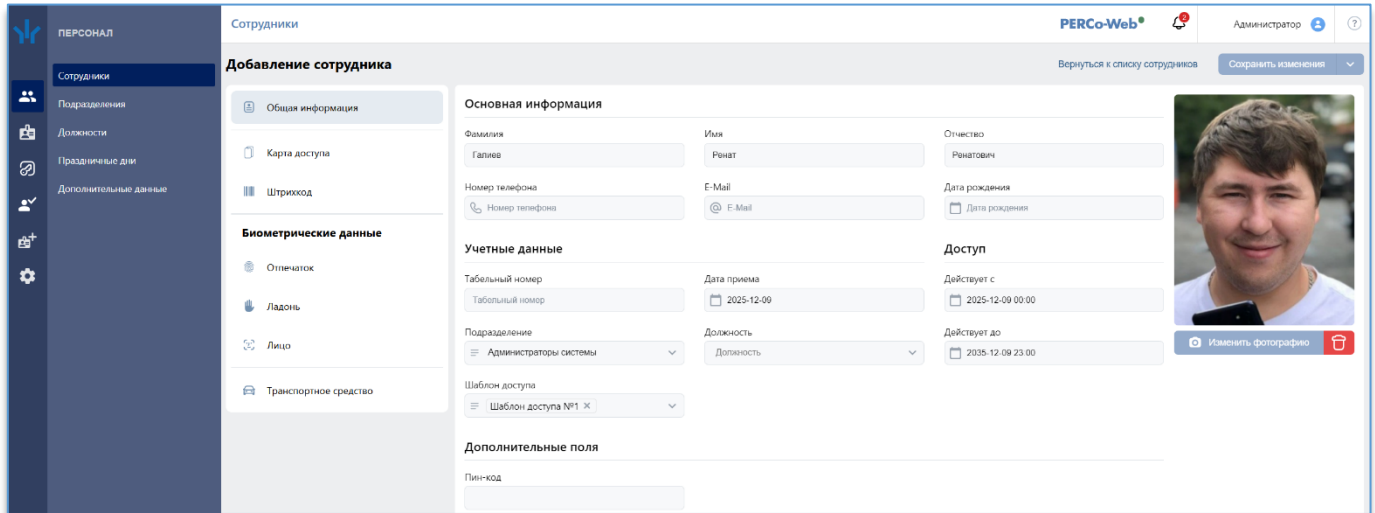 ПЕРСОНАЛ
Сотрудники
Подразделения
Должности
Праздничные дни
Дополнительные данные
Сотрудники
PERCo-Web
2
Администратор
?
Добавление сотрудника
Вернуться к списку сотрудников
Сохранить изменения
Общая информация
Карта доступа
Штрихкод
Биометрические данные
Отпечаток
Ладонь
Лицо
Транспортное средство
Основная информация
Фамилия Имя Отчество
Галиев Ренат Ренатович
Номер телефона E-Mail Дата рождения
Номер телефона E-Mail Дата рождения
Учетные данные Доступ
Табельный номер Дата приема Действует с
Табельный номер 2025-12-09 2025-12-09 00:00
Подразделение Должность Действует до
Администраторы системы Должность 2035-12-09 23:00
Шаблон доступа
Шаблон доступа №1 ×
Дополнительные поля
Пин-код
Изменить фотографию